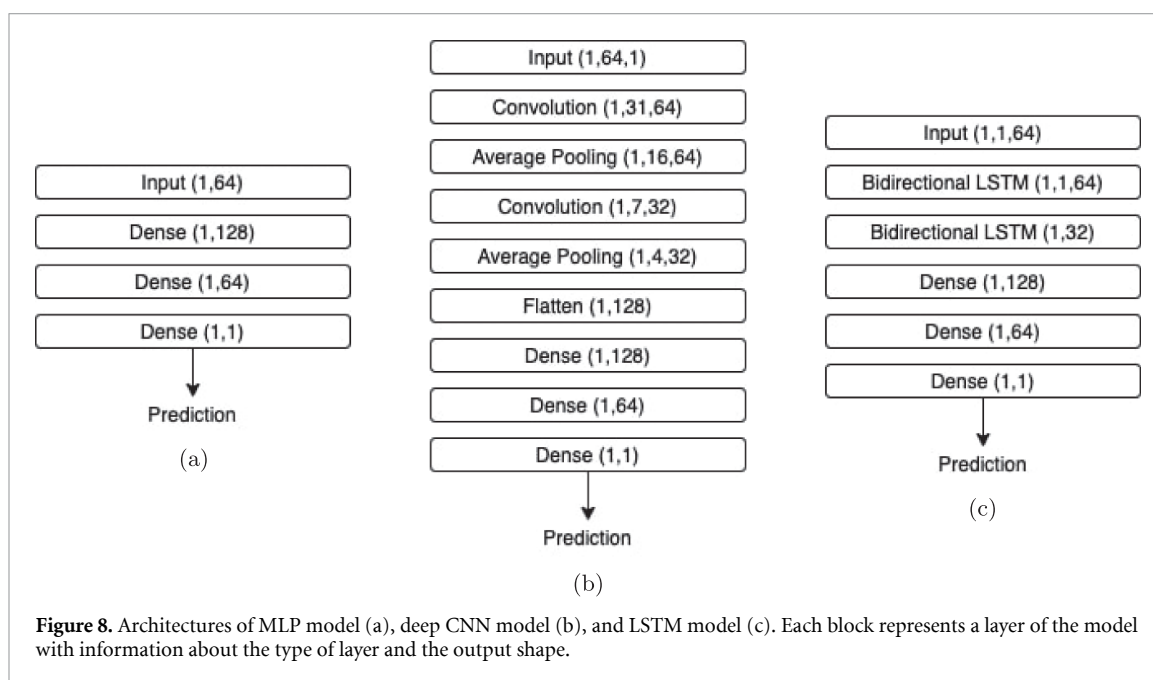 Input (1,64)
Dense (1,128)
Dense (1,64)
Dense (1,1)
Prediction
(a)
Input (1,64,1)
Convolution (1,31,64)
Average Pooling (1,16,64)
Convolution (1,7,32)
Average Pooling (1,4,32)
Flatten (1,128)
Dense (1,128)
Dense (1,64)
Dense (1,1)
Prediction
(b)
Input (1,1,64)
Bidirectional LSTM (1,1,64)
Bidirectional LSTM (1,32)
Dense (1,128)
Dense (1,64)
Dense (1,1)
Prediction
(c)
Figure 8. Architectures of MLP model (a), deep CNN model (b), and LSTM model (c). Each block represents a layer of the model
with information about the type of layer and the output shape.